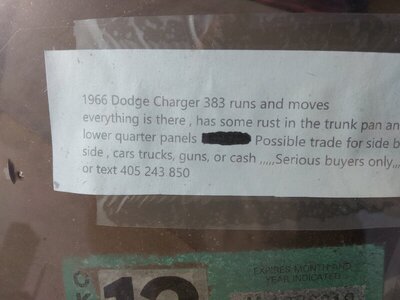 1966 Dodge Charger 383 runs and moves
everything is there , has some rust in the trunk pan an
lower quarter panels Possible trade for side b
side , cars trucks, guns, or cash ,,,,,Serious buyers only,,,
or text 405 243 850
EXPIRES MONTH AND
YEAR INDICATED
OK
12